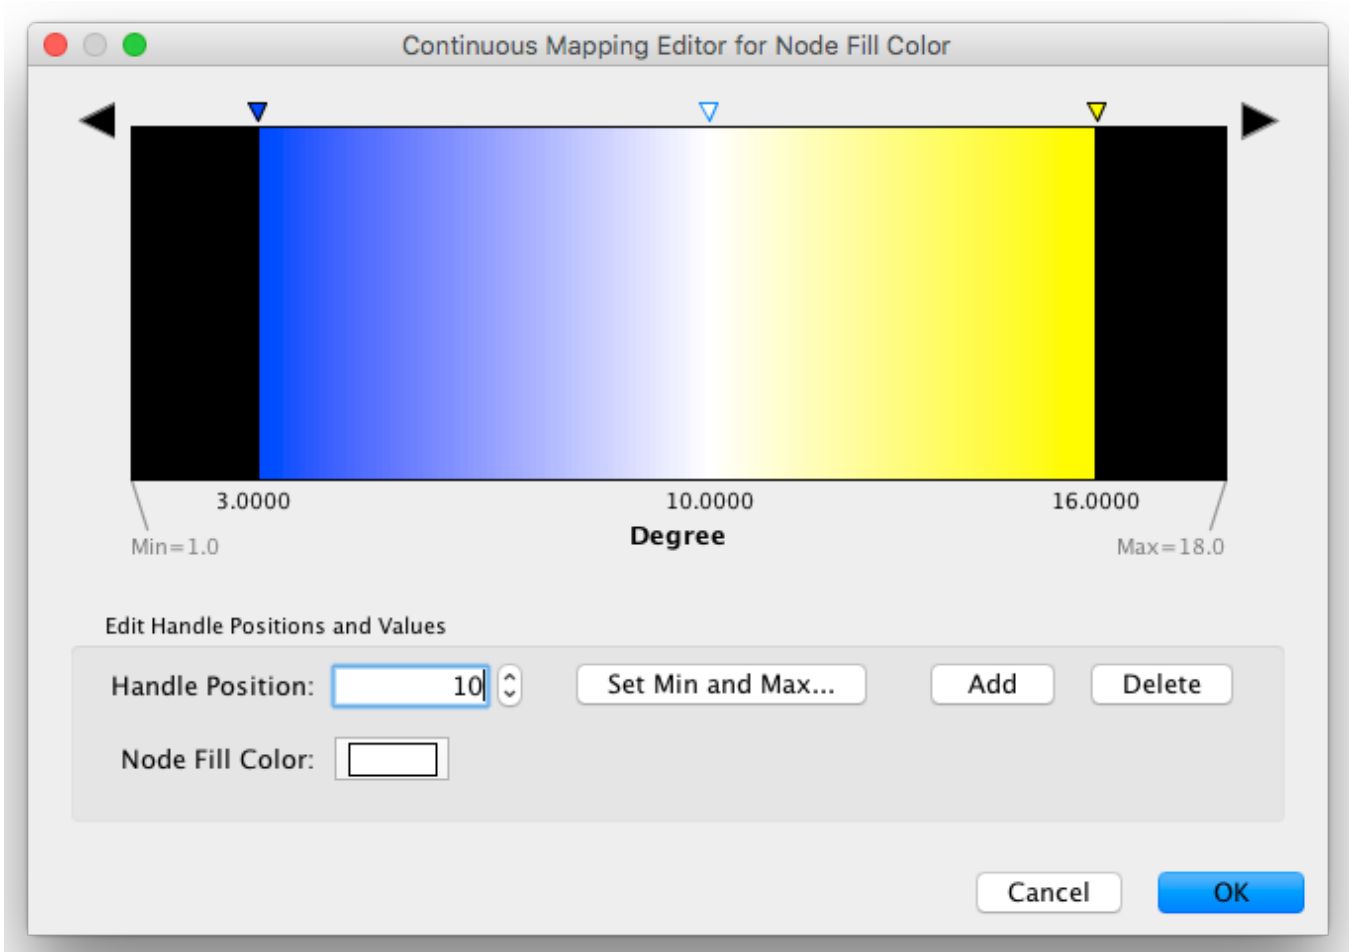 Continuous Mapping Editor for Node Fill Color
3.0000 10.0000 16.0000
Degree
Min=1.0 Max=18.0
Edit Handle Positions and Values
Handle Position: 10 Set Min and Max... Add Delete
Node Fill Color:
Cancel OK